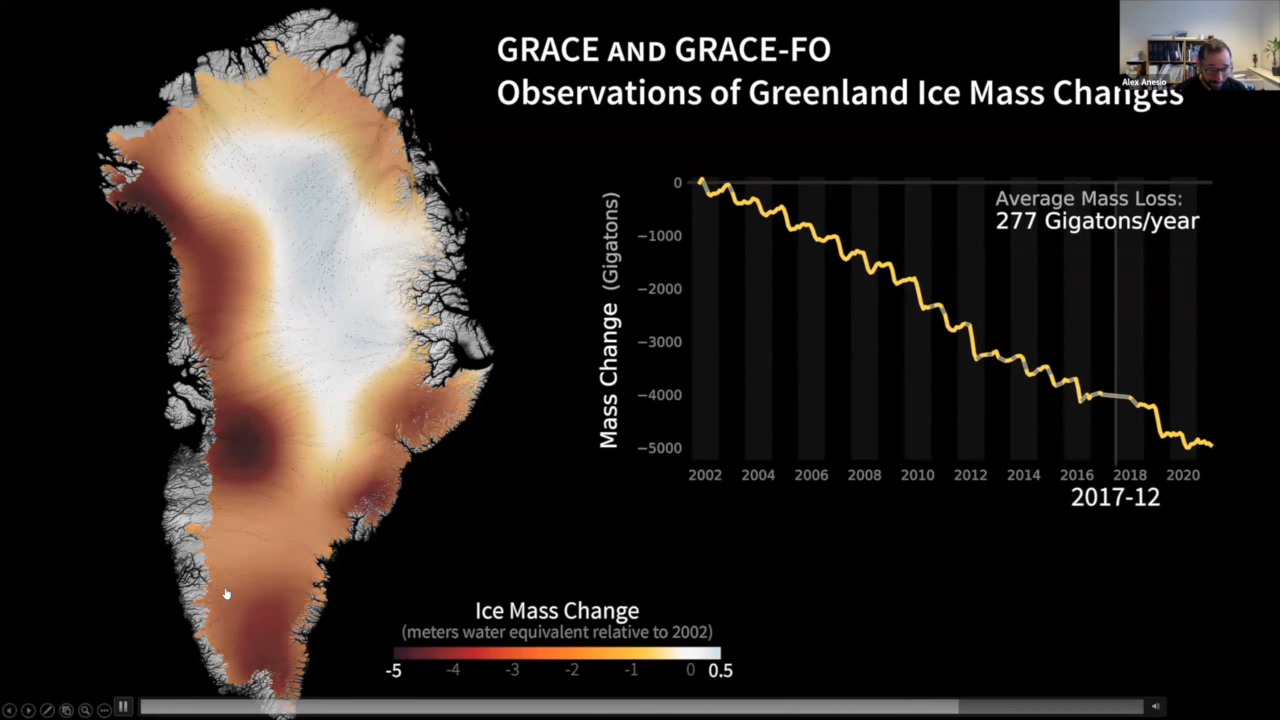 GRACE AND GRACE-FO
Observations of Greenland Ice Mass Changes
Alex Anesio
Average Mass Loss:
277 Gigatons/year
Mass Change (Gigatons)
0
−1000
−2000
−3000
−4000
−5000
2002 2004 2006 2008 2010 2012 2014 2016 2018 2020
2017-12
Ice Mass Change
(meters water equivalent relative to 2002)
-5 -4 -3 -2 -1 0 0.5